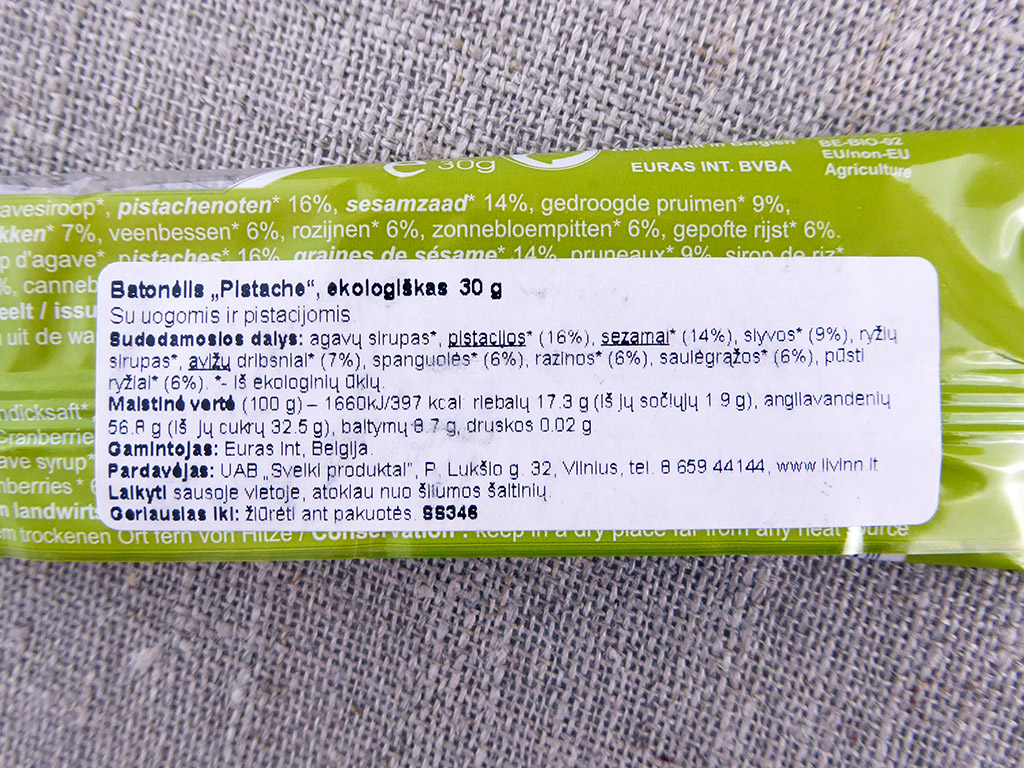 e 30g
Belgien
BE-BIO-02
EU/non-EU
Agriculture
EURAS INT. BVBA
avesiroop*, pistachenoten* 16%, sesamzaad* 14%, gedroogde pruimen* 9%,
kken* 7%, veenbessen* 6%, rozijnen* 6%, zonnebloempitten* 6%, gepofte rijst* 6%.
p d'agave*, pistaches* 16%, graines de sésame* 14%, pruneaux* 9%, sirop de riz*
%, canneb
eelt / issu
uit de wa
Batonėlis „Pistache“, ekologiškas 30 g
Su uogomis ir pistacijomis.
Sudedamosios dalys: agavų sirupas*, pistacijos* (16%), sezamai* (14%), slyvos* (9%), ryžių
sirupas*, avižų dribsniai* (7%), spanguolės* (6%), razinos* (6%), saulėgrąžos* (6%), pūsti
ryžiai* (6%). *- iš ekologinių ūkių.
Maistinė vertė (100 g) – 1660kJ/397 kcal: riebalų 17.3 g (iš jų sočiųjų 1.9 g), angliavandenių
56.8 g (iš jų cukrų 32.5 g), baltymų 8.7 g, druskos 0.02 g
Gamintojas: Euras Int, Belgija.
Pardavėjas: UAB „Sveiki produktai“, P. Lukšio g. 32, Vilnius, tel. 8 659 44144, www.livinn.lt
Laikyti sausoje vietoje, atokiau nuo šilumos šaltinių.
Geriausias iki: žiūrėti ant pakuotės. SS346
ndicksaft*
Cranberrie
ave syrup*
nberries*
n landwirts
m trockenen Ort fern von Hitze / Conservation : keep in a dry place far from any heat source